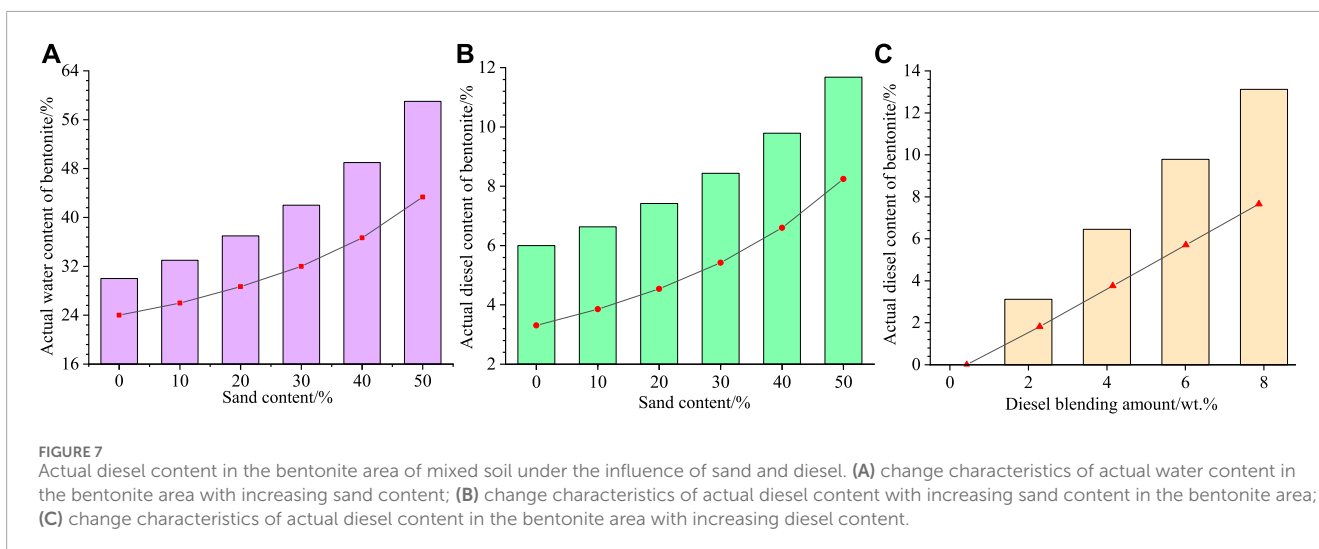 A
64
56
48
40
32
24
16
Actual water content of bentonite/%
0 10 20 30 40 50
Sand content/%
B
12
10
8
6
4
2
Actual diesel content of bentonite/%
0 10 20 30 40 50
Sand content/%
C
14
12
10
8
6
4
2
0
Actual diesel content of bentonite/%
0 2 4 6 8
Diesel blending amount/wt.%
FIGURE 7
Actual diesel content in the bentonite area of mixed soil under the influence of sand and diesel. (A) change characteristics of actual water content in
the bentonite area with increasing sand content; (B) change characteristics of actual diesel content with increasing sand content in the bentonite area;
(C) change characteristics of actual diesel content in the bentonite area with increasing diesel content.